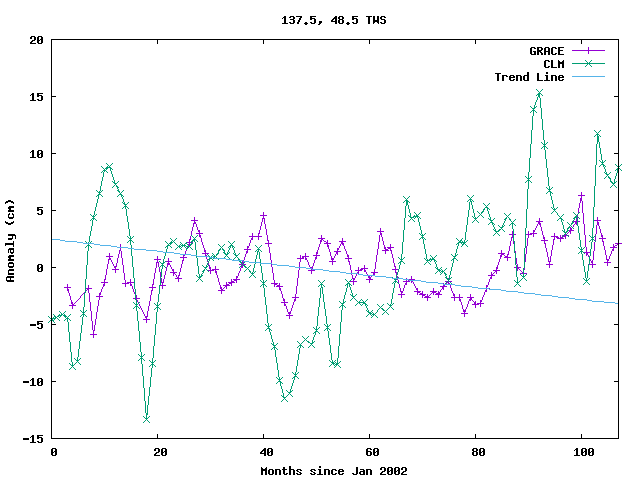 137.5, 48.5 TWS
GRACE
CLM
Trend Line
20
15
10
5
0
-5
-10
-15
Anomaly (cm)
0 20 40 60 80 100
Months since Jan 2002